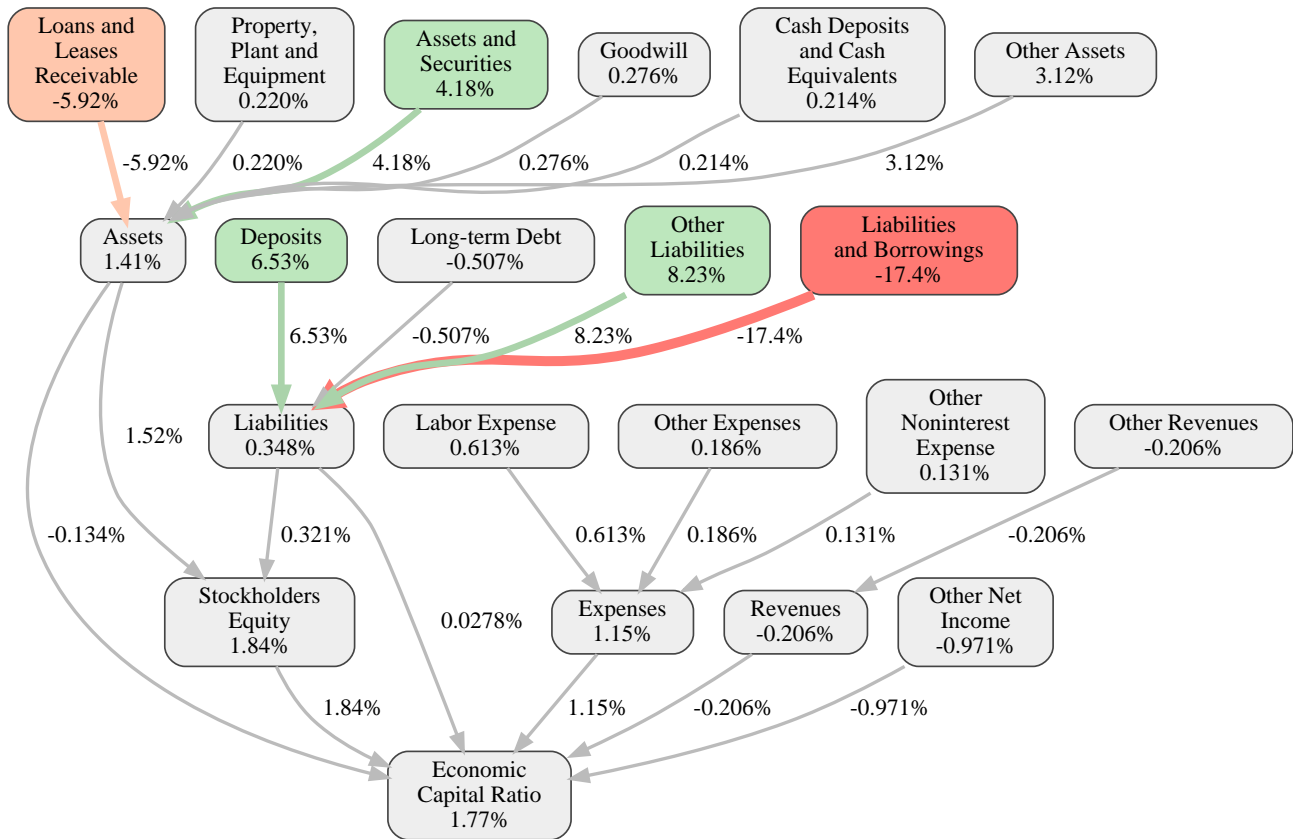 Loans and
Leases
Receivable
-5.92%
Property,
Plant and
Equipment
0.220%
Assets and
Securities
4.18%
Goodwill
0.276%
Cash Deposits
and Cash
Equivalents
0.214%
Other Assets
3.12%
-5.92%
0.220%
4.18%
0.276%
0.214%
3.12%
Assets
1.41%
Deposits
6.53%
Long-term Debt
-0.507%
Other
Liabilities
8.23%
Liabilities
and Borrowings
-17.4%
6.53%
-0.507%
8.23%
-17.4%
1.52%
Liabilities
0.348%
Labor Expense
0.613%
Other Expenses
0.186%
Other
Noninterest
Expense
0.131%
Other Revenues
-0.206%
-0.134%
0.321%
0.613%
0.186%
0.131%
-0.206%
Stockholders
Equity
1.84%
0.0278%
Expenses
1.15%
Revenues
-0.206%
Other Net
Income
-0.971%
1.84%
1.15%
-0.206%
-0.971%
Economic
Capital Ratio
1.77%